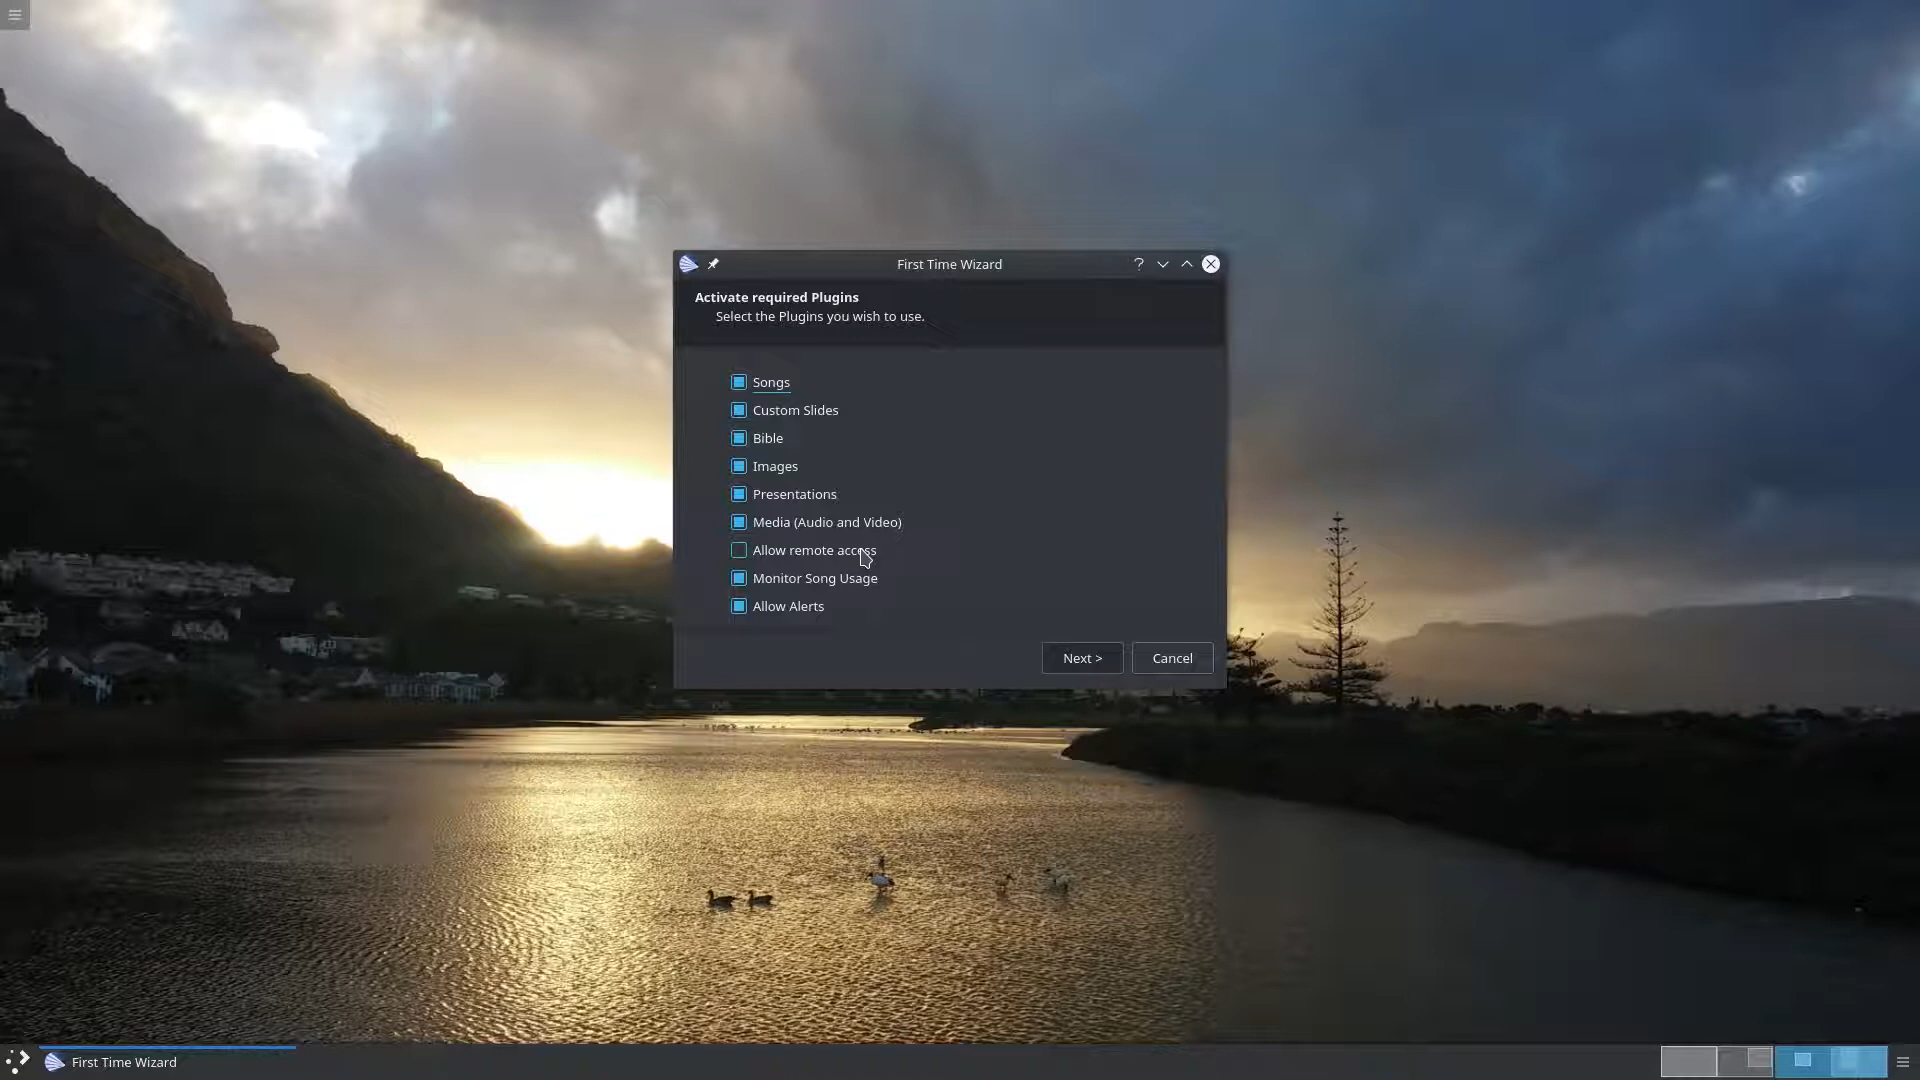 First Time Wizard
Activate required Plugins
Select the Plugins you wish to use.
Songs
Custom Slides
Bible
Images
Presentations
Media (Audio and Video)
Allow remote access
Monitor Song Usage
Allow Alerts
Next >
Cancel
First Time Wizard